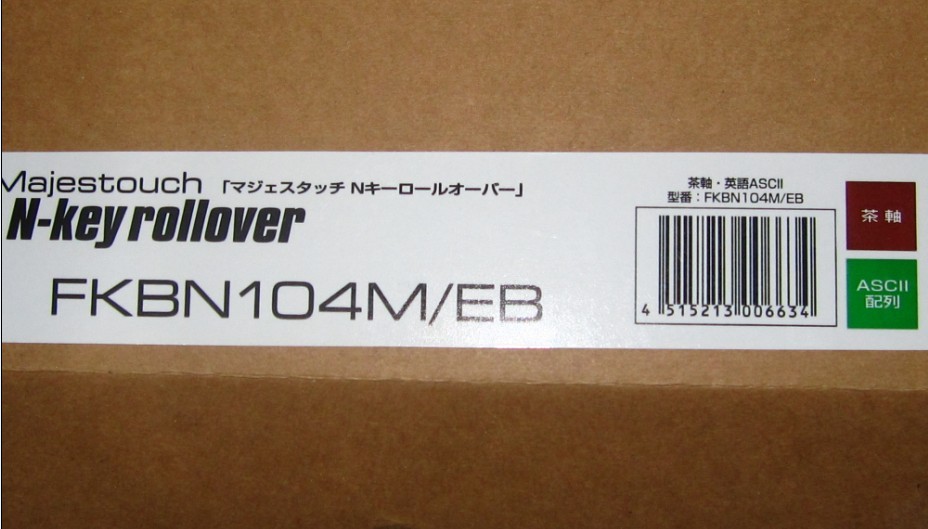 Majestouch 「マジェスタッチ Nキーロールオーバー」
N-key rollover
FKBN104M/EB
茶軸・英語ASCII
型番：FKBN104M/EB
4 515213 006634
茶軸
ASCII
配列